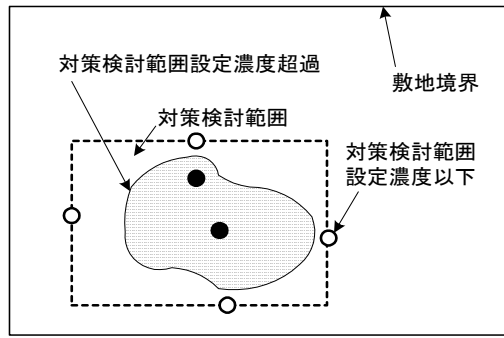 対策検討範囲設定濃度超過
敷地境界
対策検討範囲
対策検討範囲
設定濃度以下